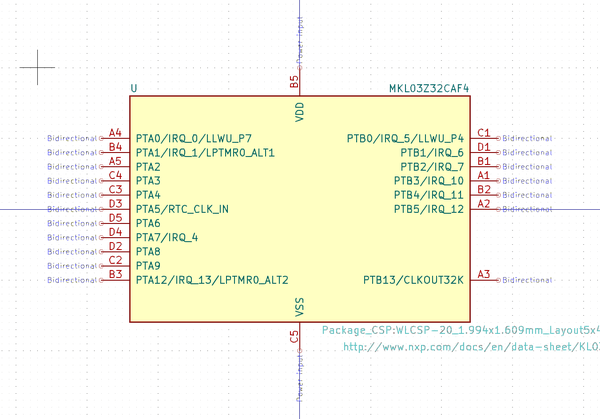 Power input
B5
U MKL03Z32CAF4
VDD
Bidirectional A4 PTA0/IRQ_0/LLWU_P7 PTB0/IRQ_5/LLWU_P4 C1 Bidirectional
Bidirectional B4 PTA1/IRQ_1/LPTMR0_ALT1 PTB1/IRQ_6 D1 Bidirectional
Bidirectional A5 PTA2 PTB2/IRQ_7 B1 Bidirectional
Bidirectional C4 PTA3 PTB3/IRQ_10 A1 Bidirectional
Bidirectional C3 PTA4 PTB4/IRQ_11 B2 Bidirectional
Bidirectional D3 PTA5/RTC_CLK_IN PTB5/IRQ_12 A2 Bidirectional
Bidirectional D5 PTA6
Bidirectional D4 PTA7/IRQ_4
Bidirectional D2 PTA8
Bidirectional C2 PTA9
Bidirectional B3 PTA12/IRQ_13/LPTMR0_ALT2 PTB13/CLKOUT32K A3 Bidirectional
VSS
Package_CSP:WLCSP-20_1.994x1.609mm_Layout5x4
C5
http://www.nxp.com/docs/en/data-sheet/KL03
Power input